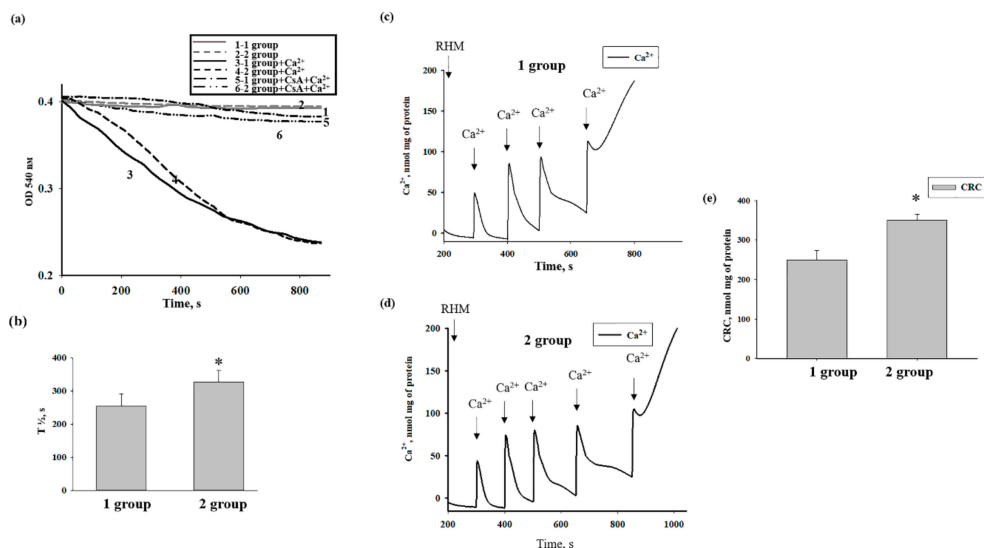 (a)
1-1 group
2-2 group
3-1 group+Ca²⁺
4-2 group+Ca²⁺
5-1 group+CsA+Ca²⁺
6-2 group+CsA+Ca²⁺
0.4
0.3
0.2
OD 540 нм
2
1
5
6
3
4
0 200 400 600 800
Time, s
(b)
400
300
200
100
0
T ½, s
*
1 group 2 group
(c)
RHM
1 group
Ca²⁺
Ca²⁺
Ca²⁺
Ca²⁺
Ca²⁺
200
150
100
50
0
Ca²⁺, nmol mg of protein
200 400 600 800
Time, s
(d)
RHM
2 group
Ca²⁺
Ca²⁺
Ca²⁺
Ca²⁺
Ca²⁺
Ca²⁺
200
150
100
50
0
Ca²⁺, nmol mg of protein
200 400 600 800 1000
Time, s
(e)
CRC
400
300
200
100
0
CRC, nmol mg of protein
*
1 group 2 group